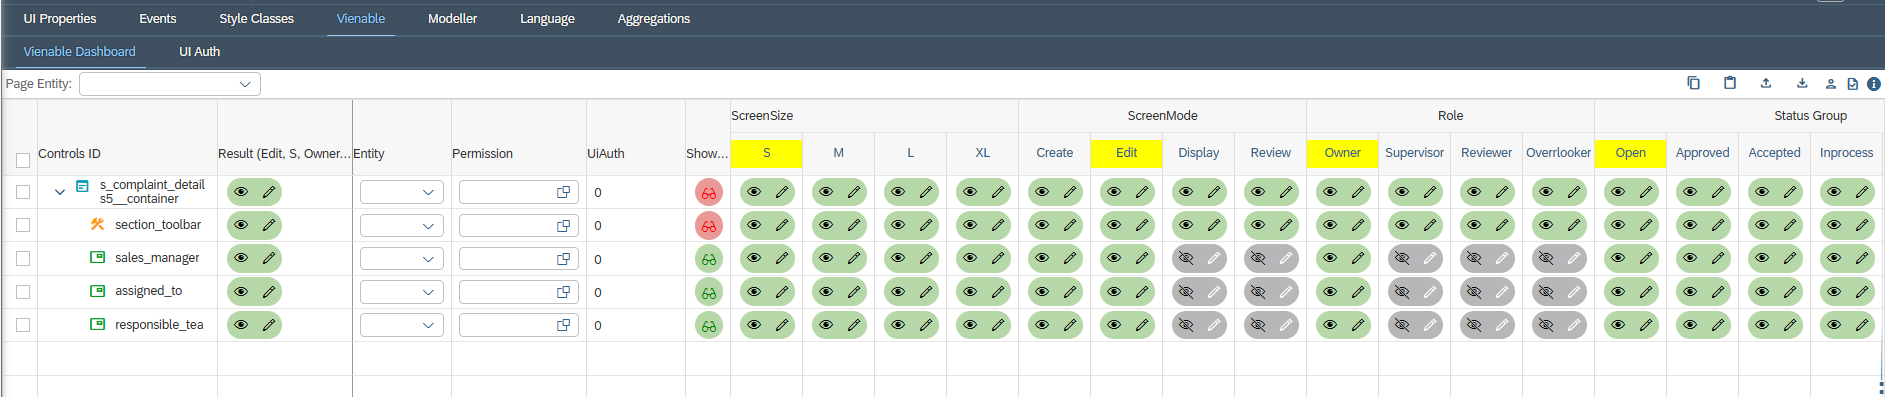 UI Properties Events Style Classes Vienable Modeller Language Aggregations
Vienable Dashboard UI Auth
Page Entity:
ScreenSize ScreenMode Role Status Group
Controls ID Result (Edit, S, Owner... Entity Permission UiAuth Show... S M L XL Create Edit Display Review Owner Supervisor Reviewer Overrlooker Open Approved Accepted Inprocess
s_complaint_detail
s5__container 0
section_toolbar 0
sales_manager 0
assigned_to 0
responsible_tea 0